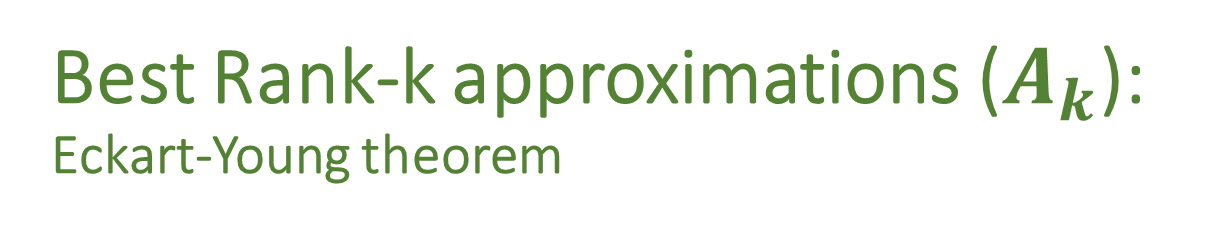 Best Rank-k approximations (𝑨𝒌):
Eckart-Young theorem